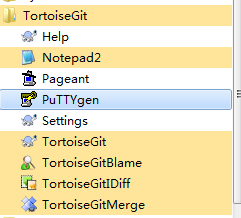 TortoiseGit
Help
Notepad2
Pageant
PuTTYgen
Settings
TortoiseGit
TortoiseGitBlame
TortoiseGitIDiff
TortoiseGitMerge